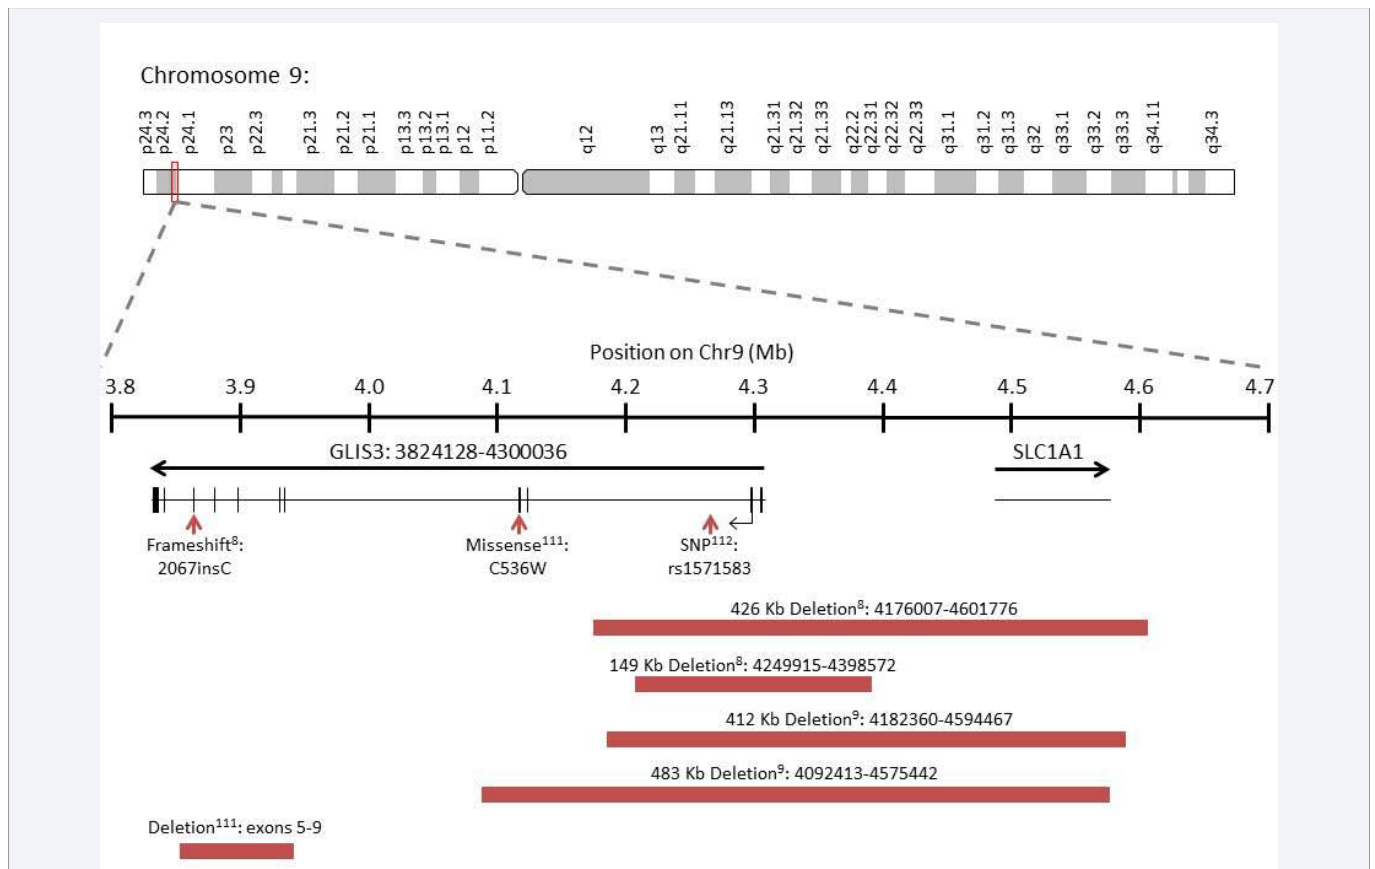 Chromosome 9:
p24.3 p24.2 p24.1 p23 p22.3 p21.3 p21.2 p21.1 p13.3 p13.2 p13.1 p12 p11.2 q12 q13 q21.11 q21.13 q21.31 q21.32 q21.33 q22.2 q22.31 q22.32 q22.33 q31.1 q31.2 q31.3 q32 q33.1 q33.2 q33.3 q34.11 q34.3
Position on Chr9 (Mb)
3.8 3.9 4.0 4.1 4.2 4.3 4.4 4.5 4.6 4.7
GLIS3: 3824128-4300036 SLC1A1
Frameshift⁸: Missense¹¹¹: SNP¹¹²:
2067insC C536W rs1571583
426 Kb Deletion⁸: 4176007-4601776
149 Kb Deletion⁸: 4249915-4398572
412 Kb Deletion⁹: 4182360-4594467
483 Kb Deletion⁹: 4092413-4575442
Deletion¹¹¹: exons 5-9